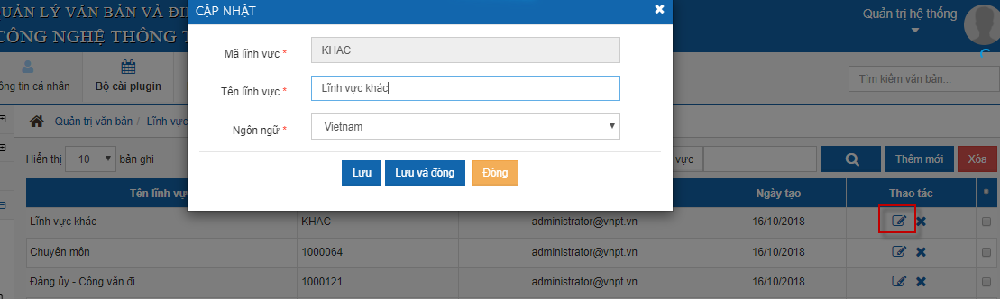 QUẢN LÝ VĂN BẢN VÀ ĐI
CÔNG NGHỆ THÔNG T
Quản trị hệ thống
CẬP NHẬT
Mã lĩnh vực *
KHAC
Tên lĩnh vực *
Lĩnh vực khác
Ngôn ngữ *
Vietnam
Lưu
Lưu và đóng
Đóng
ông tin cá nhân
Bộ cài plugin
Tìm kiếm văn bản...
Quản trị văn bản / Lĩnh vực
Hiển thị 10 bản ghi
vực
Thêm mới
Xóa
Tên lĩnh vự
Ngày tạo
Thao tác
Lĩnh vực khác KHAC administrator@vnpt.vn 16/10/2018
Chuyên môn 1000064 administrator@vnpt.vn 16/10/2018
Đảng ủy - Công văn đi 1000121 administrator@vnpt.vn 16/10/2018